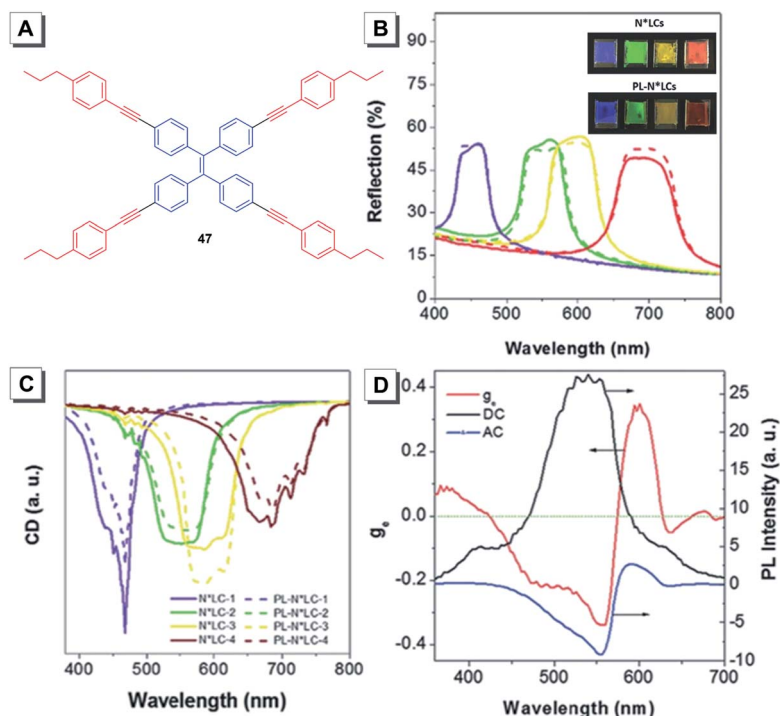 A
47
B
Reflection (%)
90
75
60
45
30
15
0
400 500 600 700 800
Wavelength (nm)
N*LCs
PL-N*LCs
C
CD (a. u.)
N*LC-1 PL-N*LC-1
N*LC-2 PL-N*LC-2
N*LC-3 PL-N*LC-3
N*LC-4 PL-N*LC-4
400 500 600 700 800
Wavelength (nm)
D
gₑ
0.4
0.2
0.0
-0.2
-0.4
gₑ
DC
AC
25
20
15
10
5
0
-5
-10
PL Intensity (a. u.)
400 500 600 700
Wavelength (nm)